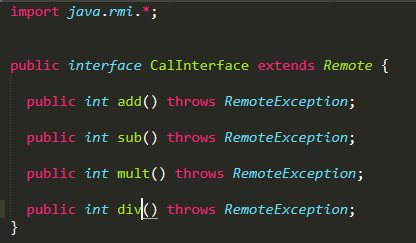 import java.rmi.*;
public interface CalInterface extends Remote {
public int add() throws RemoteException;
public int sub() throws RemoteException;
public int mult() throws RemoteException;
public int div() throws RemoteException;
}